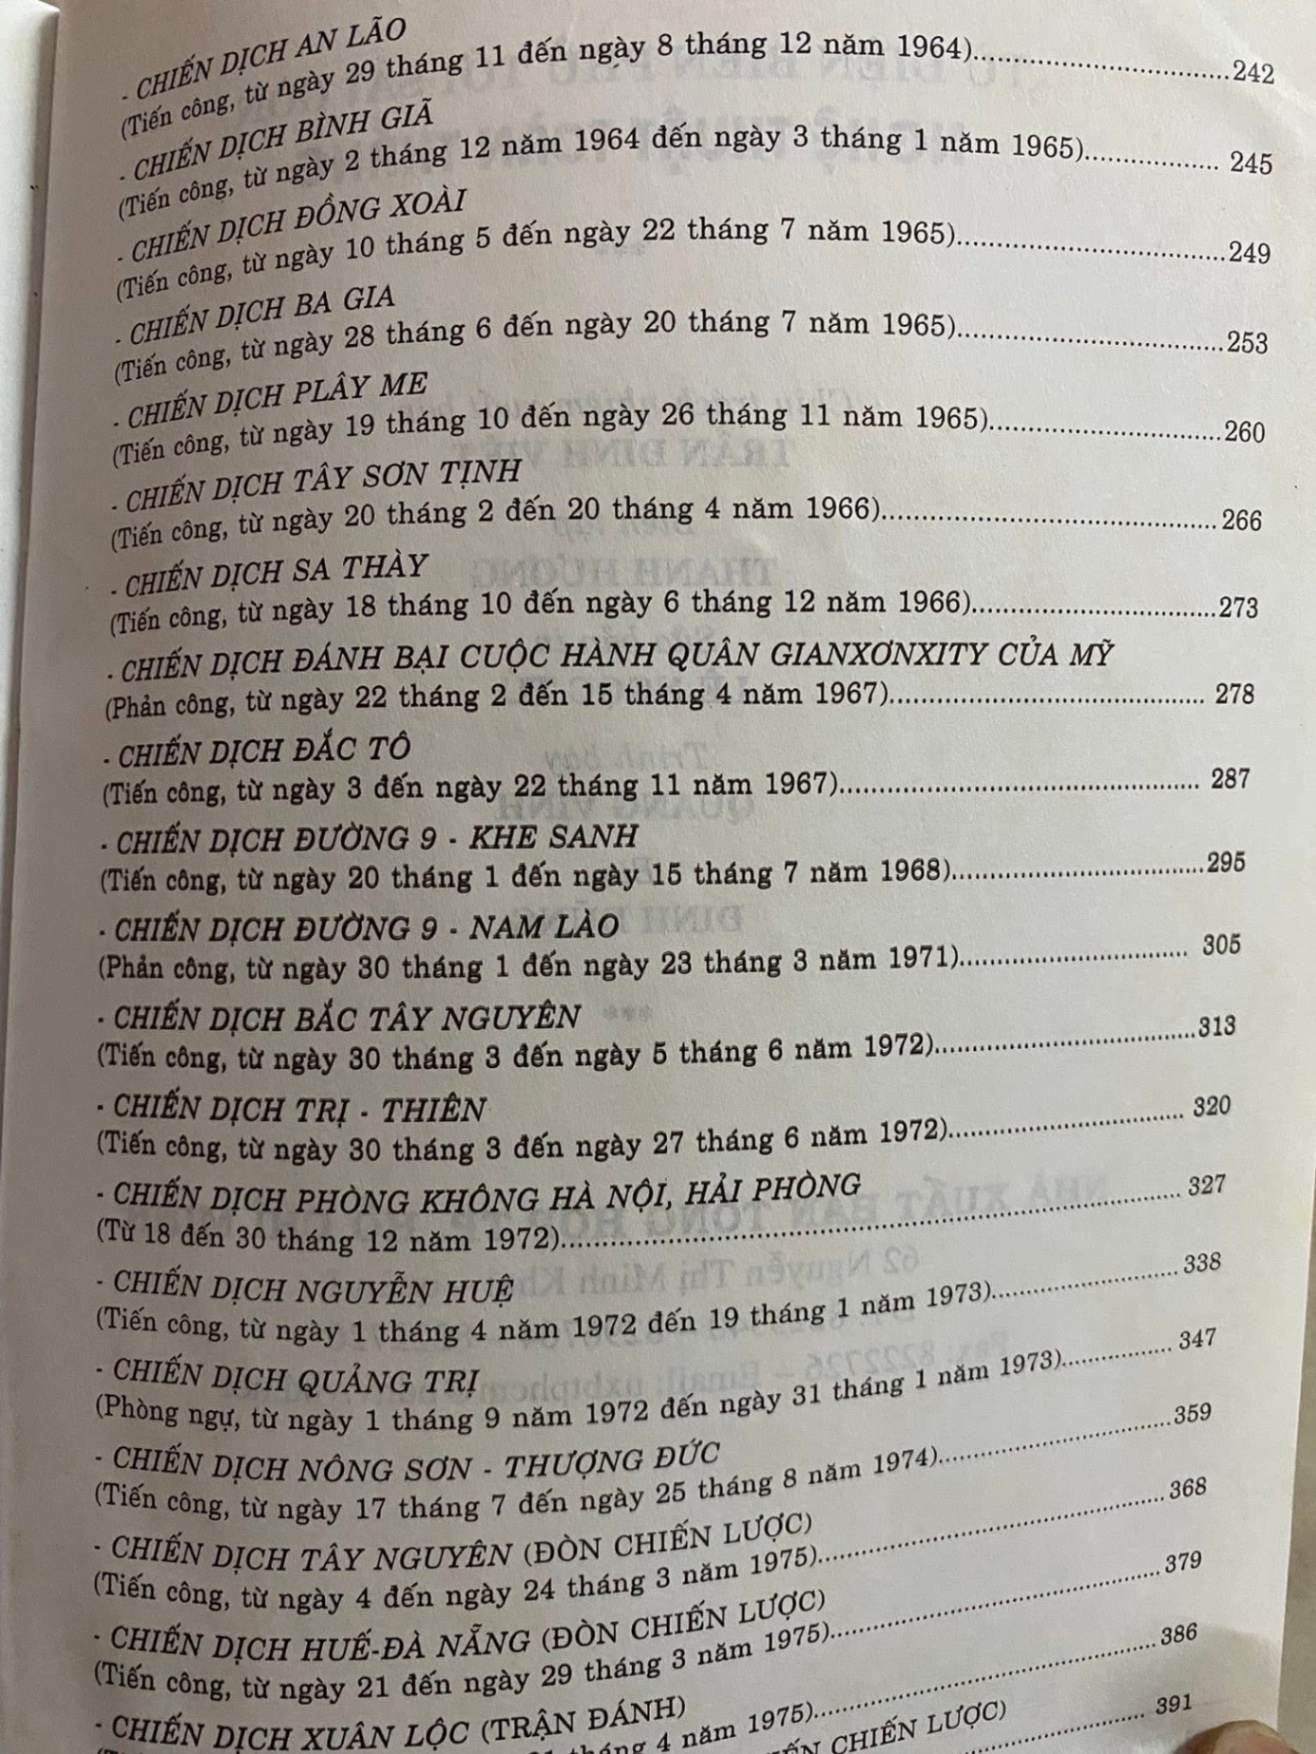 - CHIẾN DỊCH AN LÃO
(Tiến công, từ ngày 29 tháng 11 đến ngày 8 tháng 12 năm 1964)................................242
- CHIẾN DỊCH BÌNH GIÃ
(Tiến công, từ ngày 2 tháng 12 năm 1964 đến ngày 3 tháng 1 năm 1965)................. 245
- CHIẾN DỊCH ĐỒNG XOÀI
(Tiến công, từ ngày 10 tháng 5 đến ngày 22 tháng 7 năm 1965)..................................249
- CHIẾN DỊCH BA GIA
(Tiến công, từ ngày 28 tháng 6 đến ngày 20 tháng 7 năm 1965)..................................253
- CHIẾN DỊCH PLÂY ME
(Tiến công, từ ngày 19 tháng 10 đến ngày 26 tháng 11 năm 1965)..............................260
- CHIẾN DỊCH TÂY SƠN TỊNH
(Tiến công, từ ngày 20 tháng 2 đến 20 tháng 4 năm 1966)..........................................266
- CHIẾN DỊCH SA THÀY
(Tiến công, từ ngày 18 tháng 10 đến ngày 6 tháng 12 năm 1966)...............................273
- CHIẾN DỊCH ĐÁNH BẠI CUỘC HÀNH QUÂN GIANXƠNXITY CỦA MỸ
(Phản công, từ ngày 22 tháng 2 đến 15 tháng 4 năm 1967)....................................... 278
- CHIẾN DỊCH ĐẮC TÔ
(Tiến công, từ ngày 3 đến ngày 22 tháng 11 năm 1967)............................................. 287
- CHIẾN DỊCH ĐƯỜNG 9 - KHE SANH
(Tiến công, từ ngày 20 tháng 1 đến ngày 15 tháng 7 năm 1968)................................295
- CHIẾN DỊCH ĐƯỜNG 9 - NAM LÀO
(Phản công, từ ngày 30 tháng 1 đến ngày 23 tháng 3 năm 1971)............................. 305
- CHIẾN DỊCH BẮC TÂY NGUYÊN
(Tiến công, từ ngày 30 tháng 3 đến ngày 5 tháng 6 năm 1972).................................313
- CHIẾN DỊCH TRỊ - THIÊN
(Tiến công, từ ngày 30 tháng 3 đến ngày 27 tháng 6 năm 1972).............................. 320
- CHIẾN DỊCH PHÒNG KHÔNG HÀ NỘI, HẢI PHÒNG
(Từ 18 đến 30 tháng 12 năm 1972)............................................................................. 327
- CHIẾN DỊCH NGUYỄN HUỆ
(Tiến công, từ ngày 1 tháng 4 năm 1972 đến 19 tháng 1 năm 1973)........................ 338
- CHIẾN DỊCH QUẢNG TRỊ
(Phòng ngự, từ ngày 1 tháng 9 năm 1972 đến ngày 31 tháng 1 năm 1973).............. 347
- CHIẾN DỊCH NÔNG SƠN - THƯỢNG ĐỨC
(Tiến công, từ ngày 17 tháng 7 đến ngày 25 tháng 8 năm 1974)..............................359
- CHIẾN DỊCH TÂY NGUYÊN (ĐÒN CHIẾN LƯỢC)
(Tiến công, từ ngày 4 đến ngày 24 tháng 3 năm 1975).............................................. 368
- CHIẾN DỊCH HUẾ-ĐÀ NẴNG (ĐÒN CHIẾN LƯỢC)
(Tiến công, từ ngày 21 đến ngày 29 tháng 3 năm 1975)............................................ 379
- CHIẾN DỊCH XUÂN LỘC (TRẬN ĐÁNH)
tháng 4 năm 1975)............................................ 386
CHIẾN LƯỢC)
........................ 391